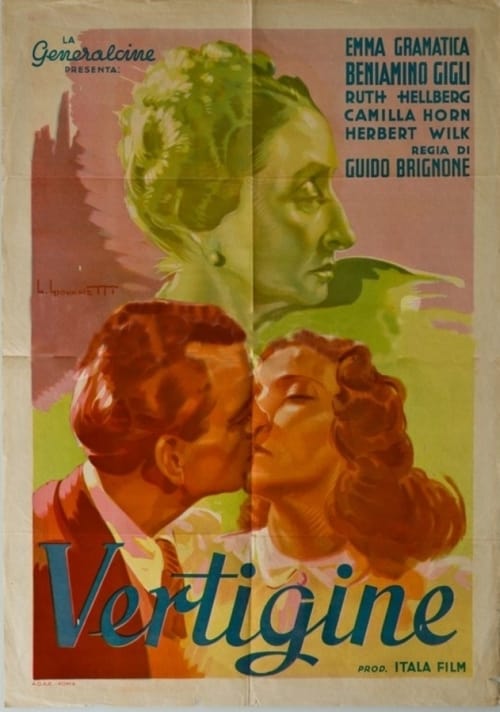 LA
Generalcine
PRESENTA:
EMMA GRAMATICA
BENIAMINO GIGLI
RUTH HELLBERG
CAMILLA HORN
HERBERT WILK
REGIA DI
GUIDO BRIGNONE
Vertigine
PROD. ITALA FILM